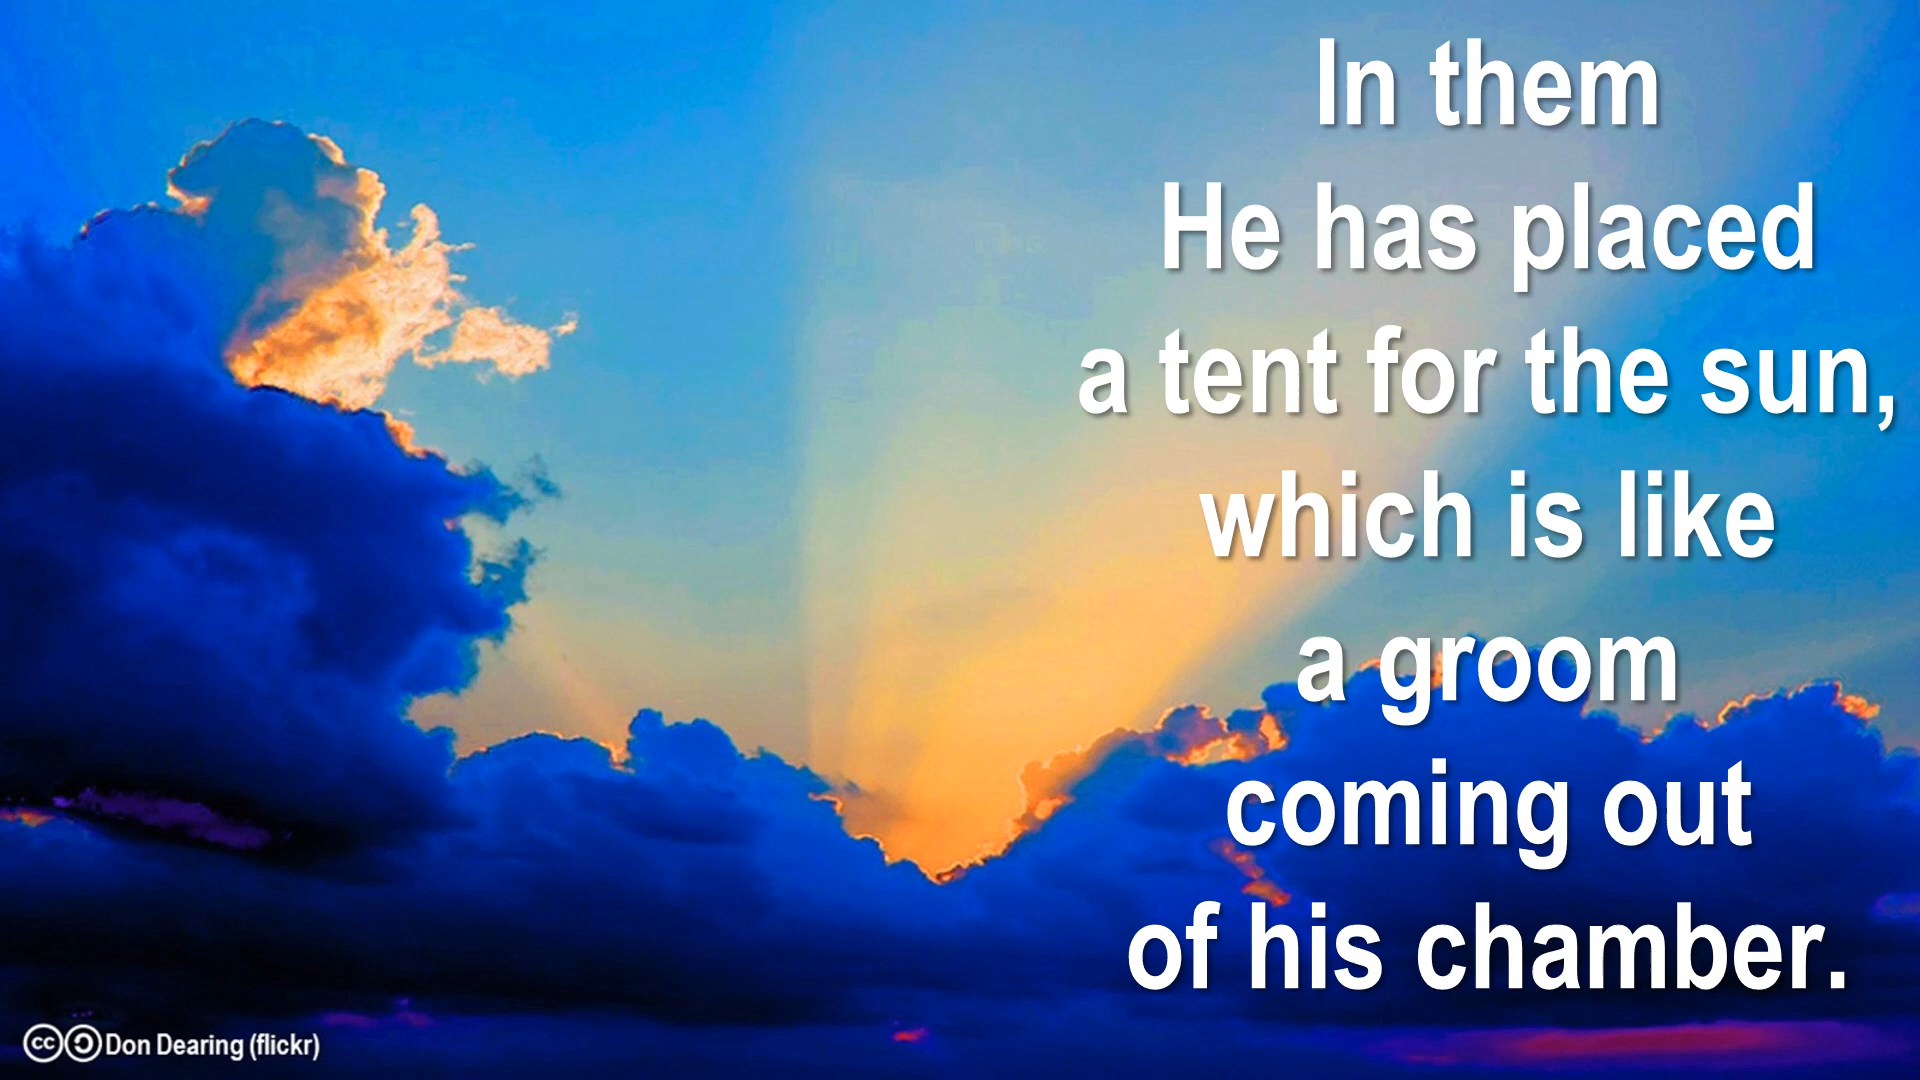 In them
He has placed
a tent for the sun,
which is like
a groom
coming out
of his chamber.
cc Don Dearing (flickr)